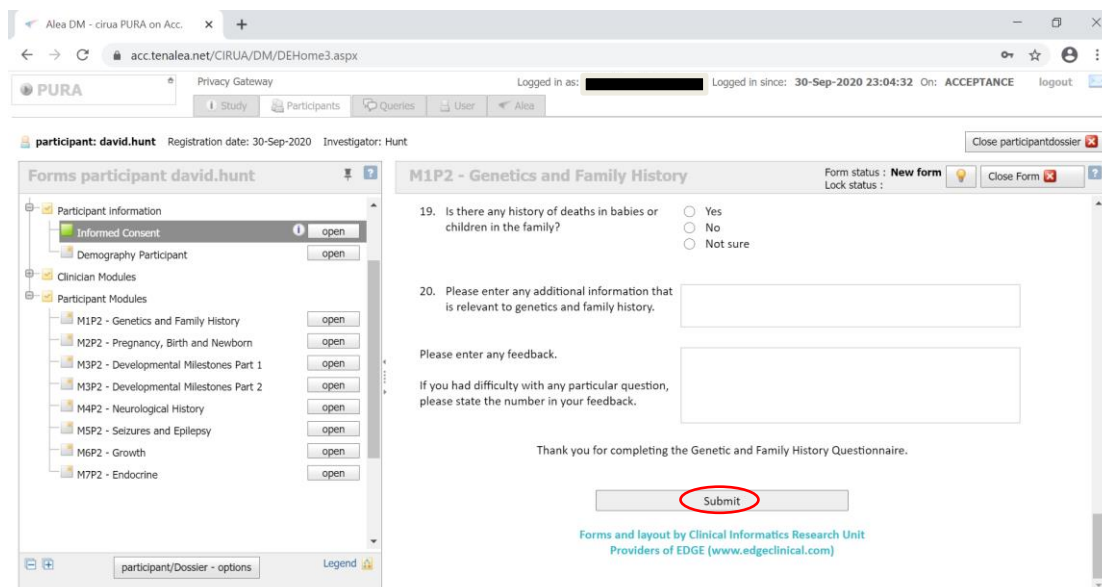 Alea DM - cirua PURA on Acc.
acc.tenalea.net/CIRUA/DM/DEHome3.aspx
PURA
Privacy Gateway
Logged in as:
Logged in since: 30-Sep-2020 23:04:32 On: ACCEPTANCE
logout
Study
Participants
Queries
User
Alea
participant: david.hunt Registration date: 30-Sep-2020 Investigator: Hunt
Close participantdossier
Forms participant david.hunt
Participant information
Informed Consent open
Demography Participant open
Clinician Modules
Participant Modules
M1P2 - Genetics and Family History open
M2P2 - Pregnancy, Birth and Newborn open
M3P2 - Developmental Milestones Part 1 open
M3P2 - Developmental Milestones Part 2 open
M4P2 - Neurological History open
M5P2 - Seizures and Epilepsy open
M6P2 - Growth open
M7P2 - Endocrine open
participant/Dossier - options
Legend
M1P2 - Genetics and Family History
Form status : New form
Lock status :
Close Form
19. Is there any history of deaths in babies or
children in the family?
Yes
No
Not sure
20. Please enter any additional information that
is relevant to genetics and family history.
Please enter any feedback.
If you had difficulty with any particular question,
please state the number in your feedback.
Thank you for completing the Genetic and Family History Questionnaire.
Submit
Forms and layout by Clinical Informatics Research Unit
Providers of EDGE (www.edgeclinical.com)